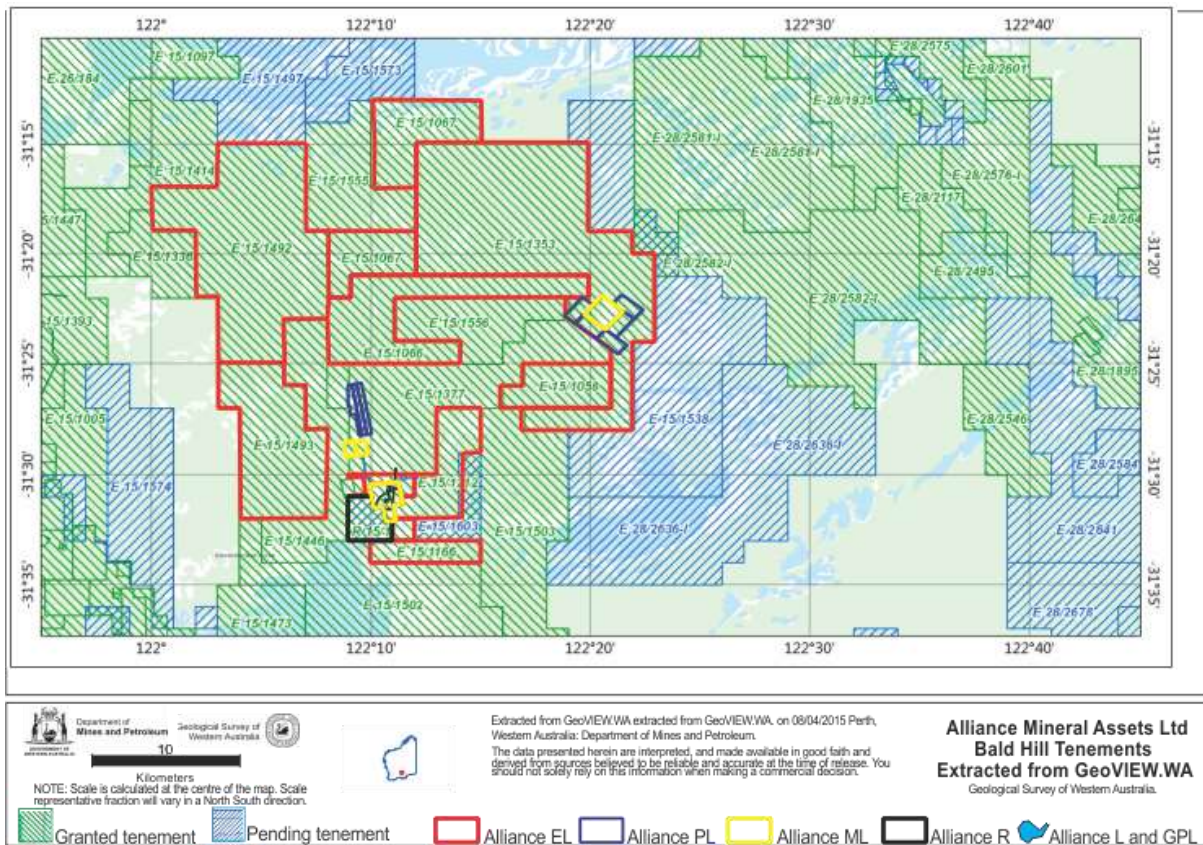 122° 122°10' 122°20' 122°30' 122°40'
E 15/1097
E 15/1573
E 28/2575
E 26/184
E 15/1497
E 28/2601
E 28/1935
E 15/1067
-31°15' -31°15'
E 28/2561-I
E 28/2561-I
E 15/1414
E 15/1555
E 28/2576-I
E 28/2117
5/1447
E 28/264
E 15/1492
E 15/1353
E 15/1336
E 15/1067
-31°20' -31°20'
E 28/2582-I
E 28/2495
E 28/2582-I
E 15/1393
E 15/1556
E 15/1066
-31°25' -31°25'
E 28/1895
E 15/1377
E 15/1058
E 15/1005
E 15/1538
E 28/2546
E 15/1493
E 28/2636-I
E 28/2584
-31°30' -31°30'
E 15/1574
E 15/1212
E 15/1603
E 28/2636-I
E 28/2641
E 15/1503
E 15/1446
E 15/1166
-31°35' -31°35'
E 15/1502
E 28/2678
E 15/1473
122° 122°10' 122°20' 122°30' 122°40'
Department of
Mines and Petroleum
Geological Survey of
Western Australia
GOVERNMENT OF
WESTERN AUSTRALIA
10
Kilometers
NOTE: Scale is calculated at the centre of the map. Scale
representative fraction will vary in a North South direction.
Extracted from GeoVIEW.WA extracted from GeoVIEW.WA. on 08/04/2015 Perth,
Western Australia: Department of Mines and Petroleum.
The data presented herein are interpreted, and made available in good faith and
derived from sources believed to be reliable and accurate at the time of release. You
should not solely rely on this information when making a commercial decision.
Alliance Mineral Assets Ltd
Bald Hill Tenements
Extracted from GeoVIEW.WA
Geological Survey of Western Australia.
Granted tenement Pending tenement Alliance EL Alliance PL Alliance ML Alliance R Alliance L and GPL